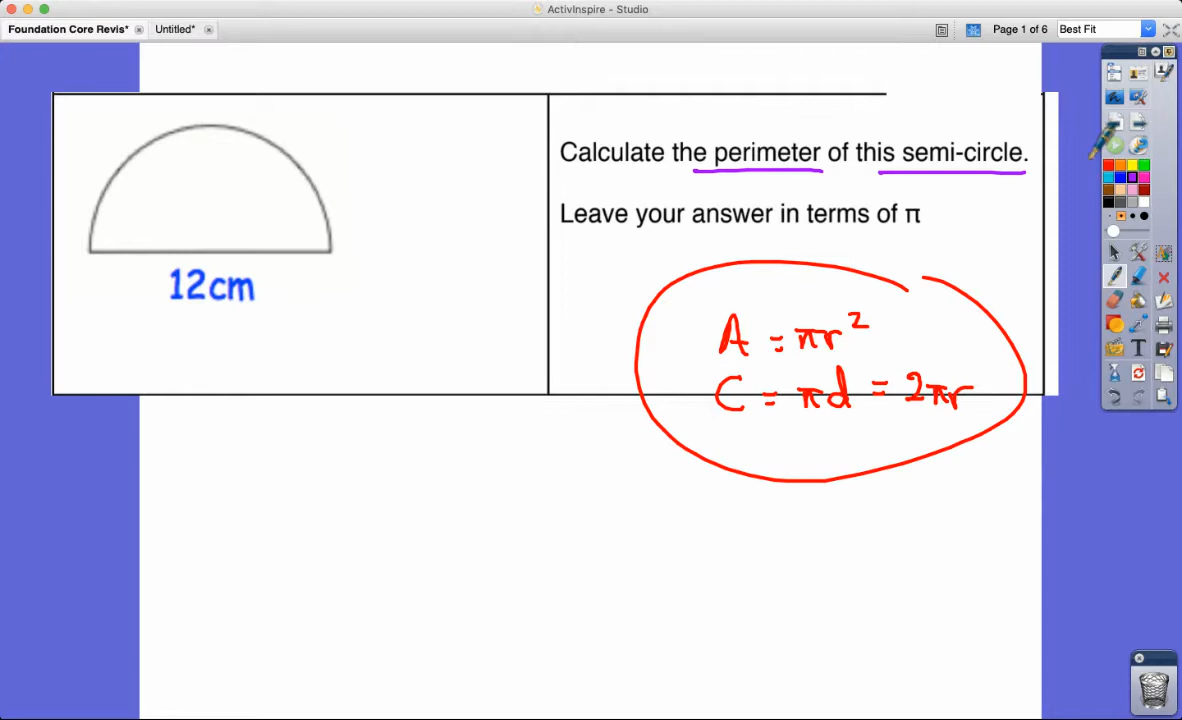 ActivInspire - Studio
Foundation Core Revis* Untitled* Page 1 of 6 Best Fit
Calculate the perimeter of this semi-circle.
Leave your answer in terms of π
12cm
A = πr²
C = πd = 2πr
T